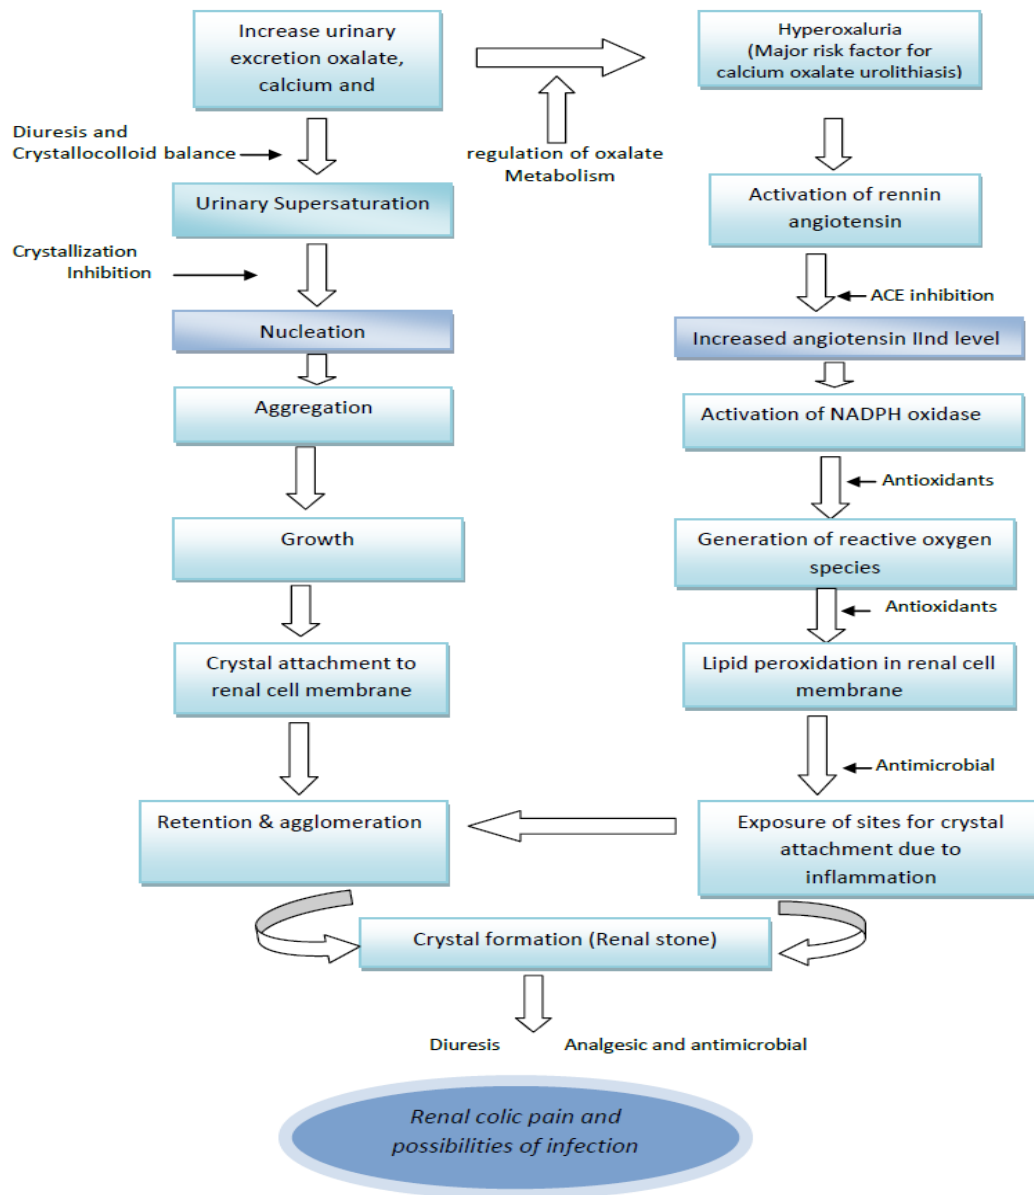 Increase urinary
excretion oxalate,
calcium and
Hyperoxaluria
(Major risk factor for
calcium oxalate urolithiasis)
Diuresis and
Crystallocolloid balance
regulation of oxalate
Metabolism
Urinary Supersaturation
Activation of rennin
angiotensin
Crystallization
Inhibition
ACE inhibition
Nucleation
Increased angiotensin IInd level
Aggregation
Activation of NADPH oxidase
Antioxidants
Growth
Generation of reactive oxygen
species
Antioxidants
Crystal attachment to
renal cell membrane
Lipid peroxidation in renal cell
membrane
Antimicrobial
Retention & agglomeration
Exposure of sites for crystal
attachment due to
inflammation
Crystal formation (Renal stone)
Diuresis
Analgesic and antimicrobial
Renal colic pain and
possibilities of infection